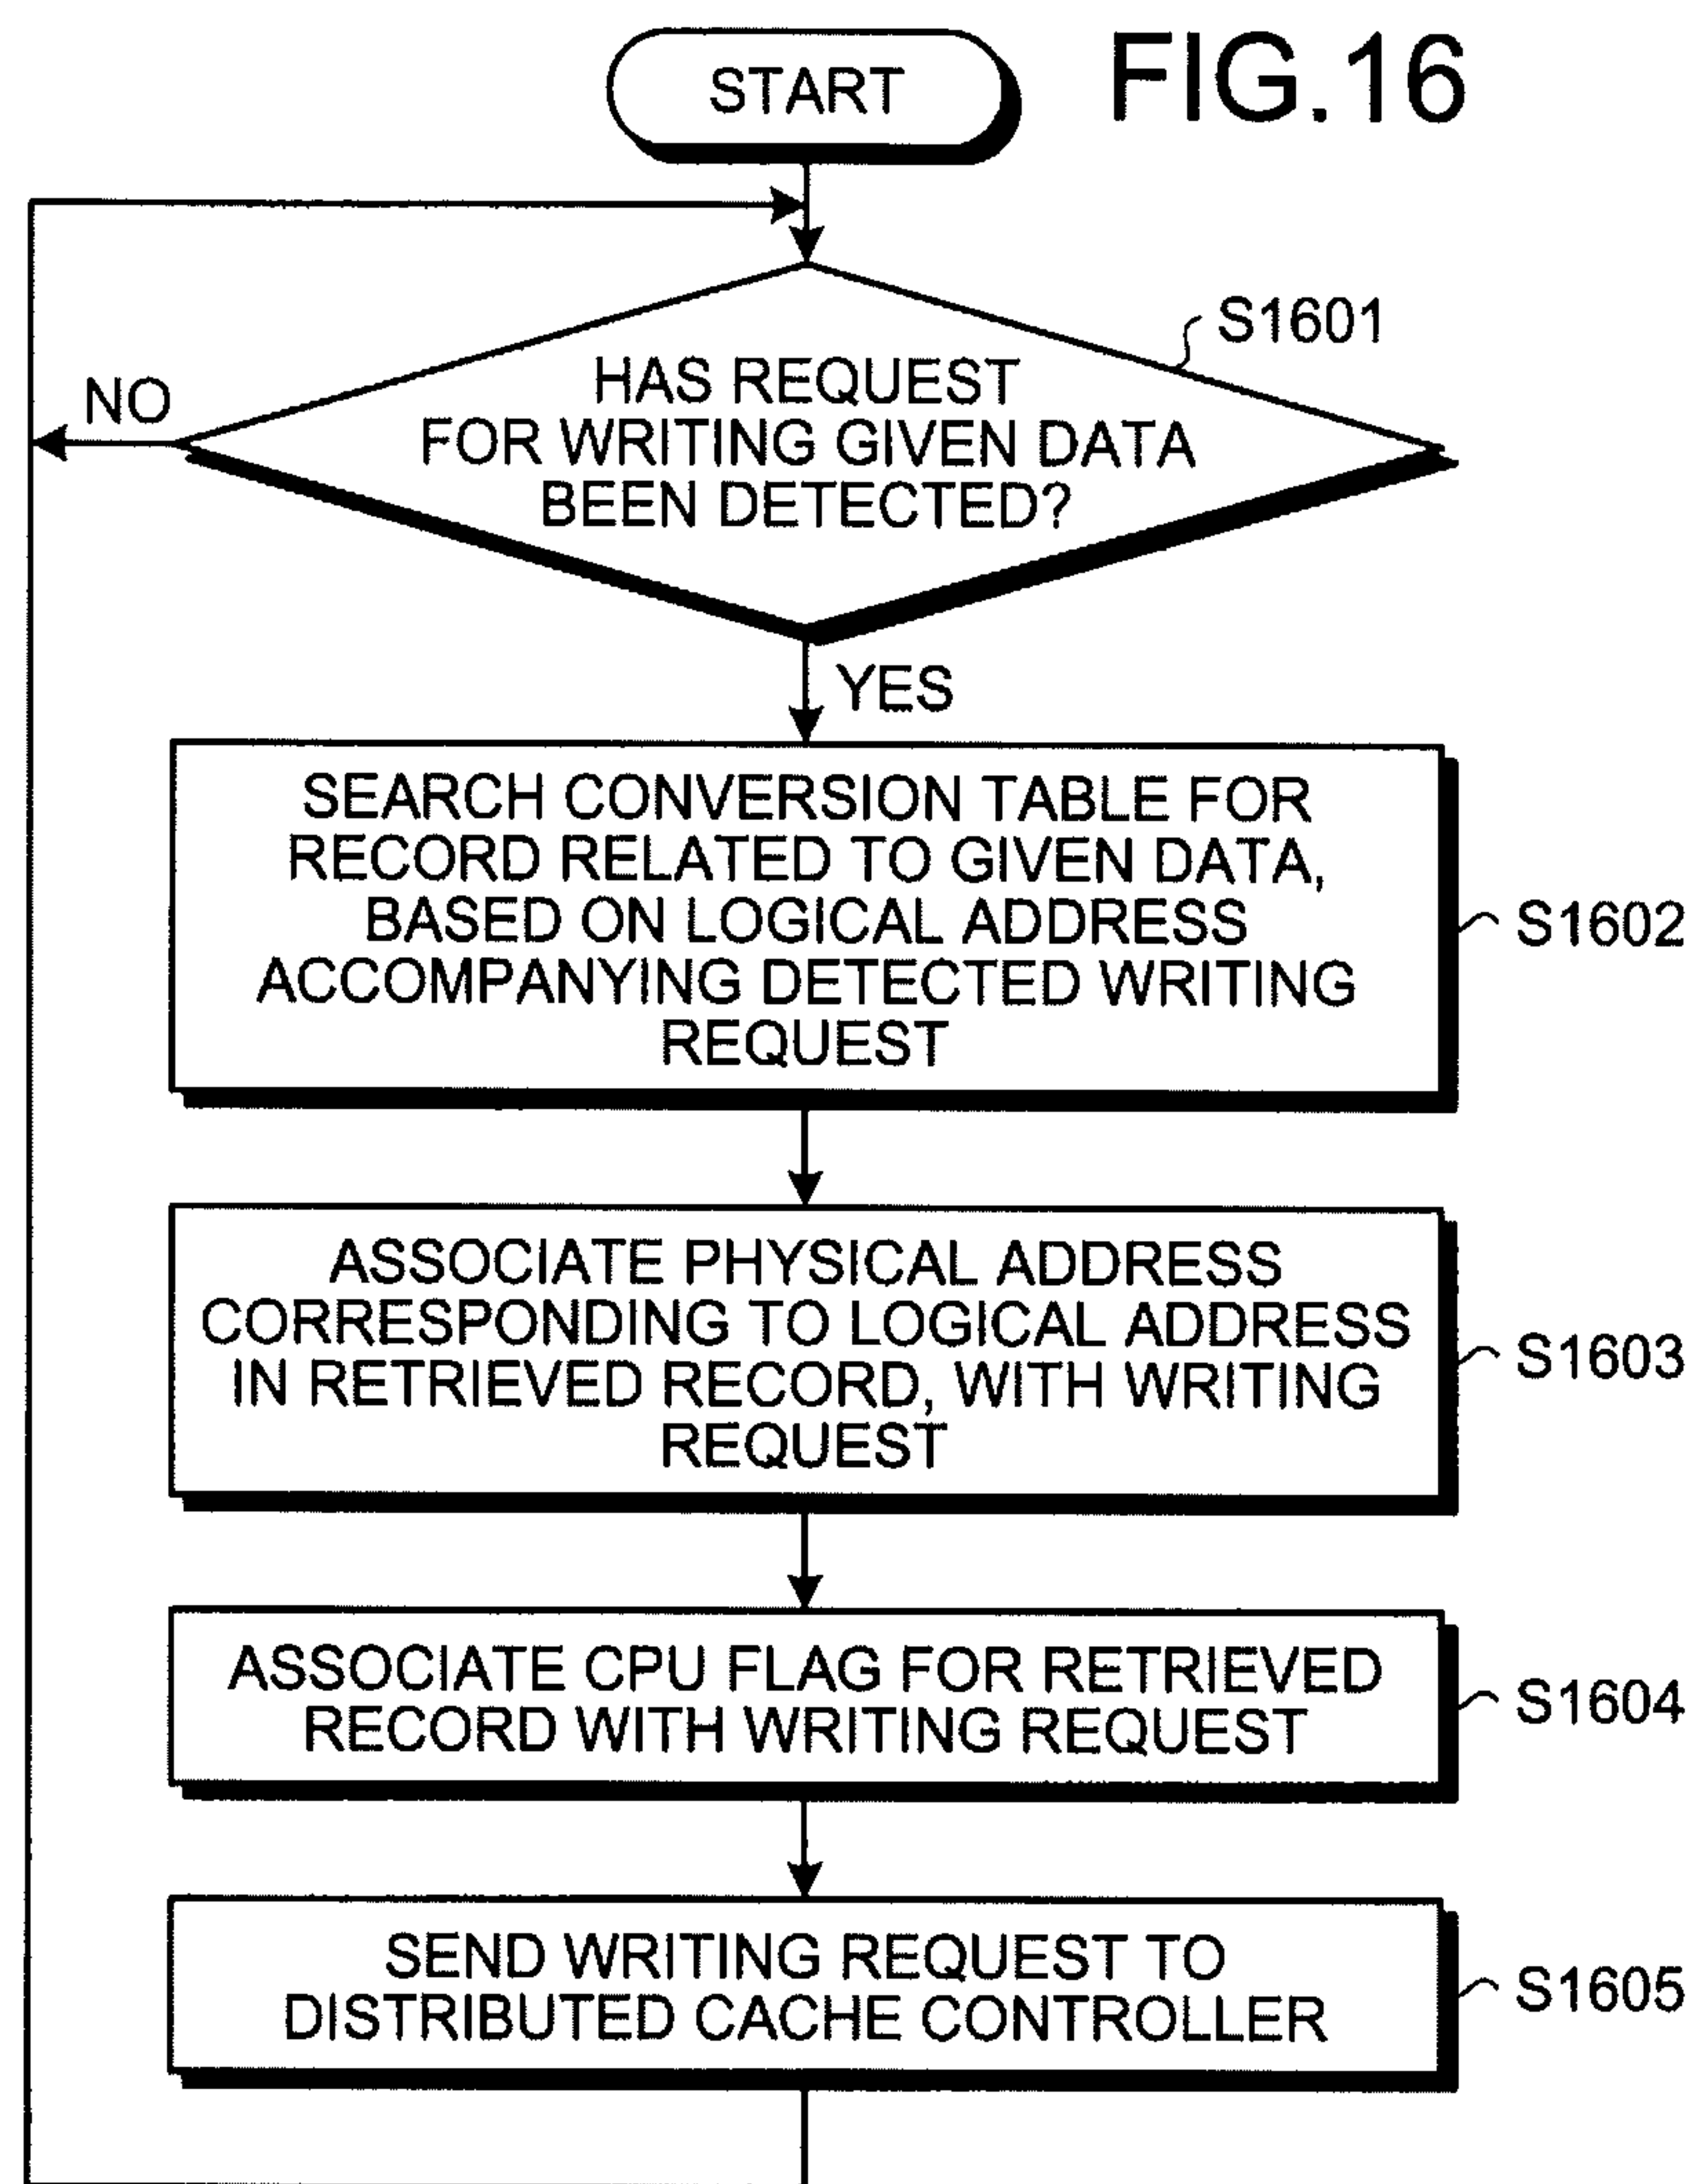 START
FIG.16
S1601
HAS REQUEST
FOR WRITING GIVEN DATA
BEEN DETECTED?
NO
YES
SEARCH CONVERSION TABLE FOR
RECORD RELATED TO GIVEN DATA,
BASED ON LOGICAL ADDRESS
ACCOMPANYING DETECTED WRITING
REQUEST
S1602
ASSOCIATE PHYSICAL ADDRESS
CORRESPONDING TO LOGICAL ADDRESS
IN RETRIEVED RECORD, WITH WRITING
REQUEST
S1603
ASSOCIATE CPU FLAG FOR RETRIEVED
RECORD WITH WRITING REQUEST
S1604
SEND WRITING REQUEST TO
DISTRIBUTED CACHE CONTROLLER
S1605